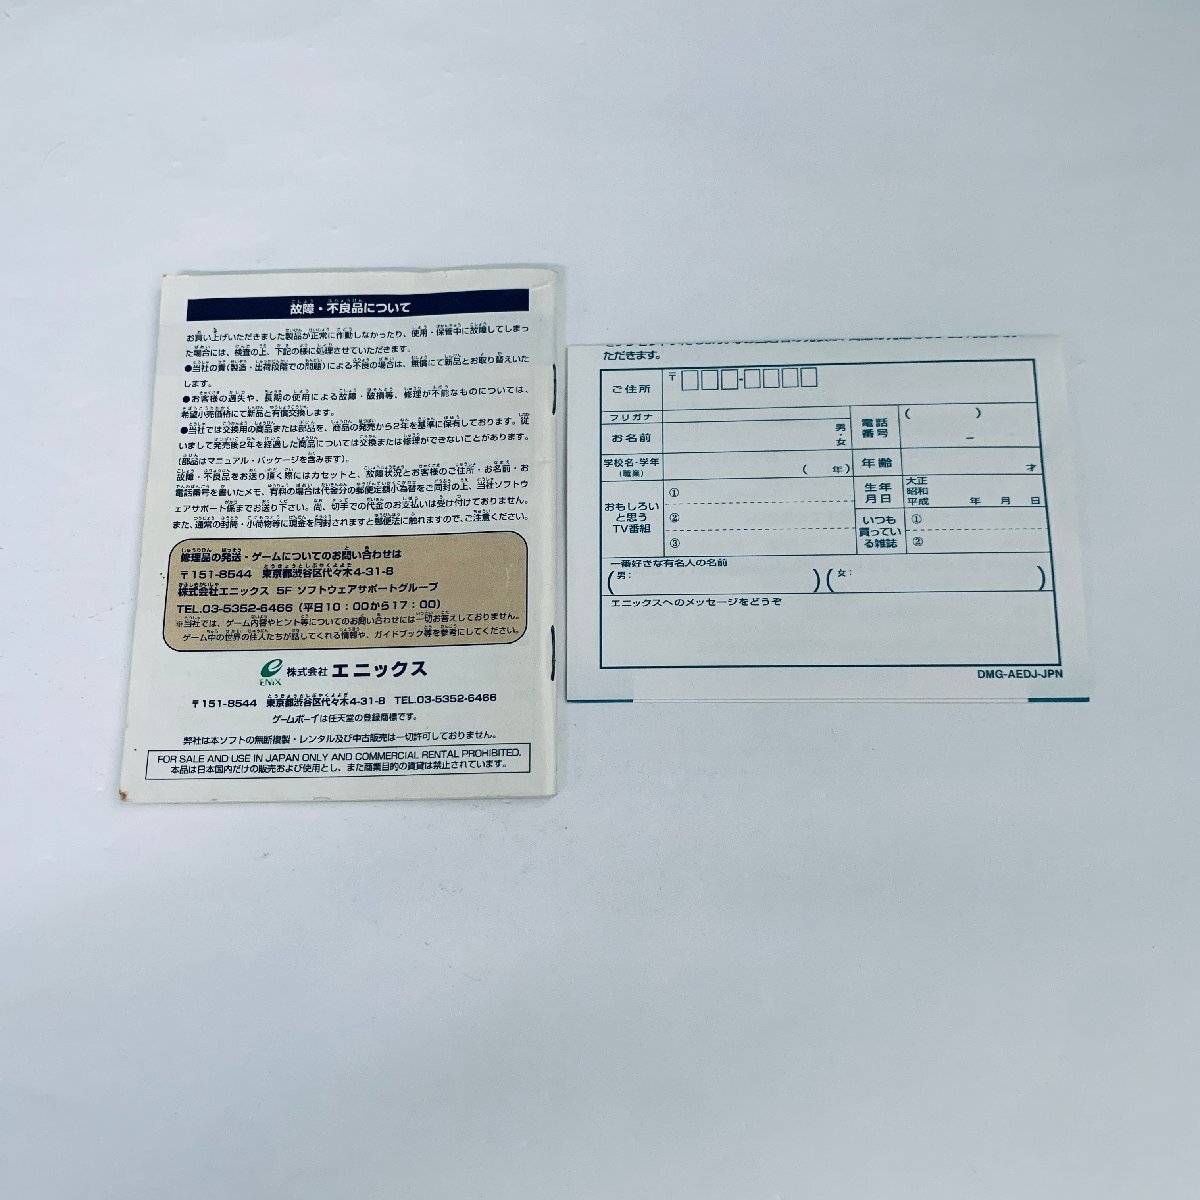 故障・不良品について
お買い上げいただきました製品が正常に作動しなかったり、使用・保管中に故障してしまっ
た場合には、検査の上、下記の様に処理させていただきます。
●当社の責(製造・出荷段階での問題)による不良の場合は、無償にて新品とお取り替えいた
します。
●お客様の過失や、長期の使用による故障・破損等、修理が不能なものについては、
希望小売価格にて新品と有償交換します。
●当社では交換用の商品または部品を、商品の発売から2年を基準に保有しております。従
いまして発売後2年を経過した商品については交換または修理ができないことがあります。
(部品はマニュアル・パッケージを含みます)。
故障・不良品をお送り頂く際にはカセットと、故障状況とお客様のご住所・お名前・お
電話番号を書いたメモ、有料の場合は代金分の郵便定額小為替をご同封の上、当社ソフトウ
ェアサポート係までお送り下さい。尚、切手での代金のお支払いは受け付けておりません。
また、通常の封筒・小荷物等に現金を同封されますと郵便法に触れますので、ご注意ください。
修理品の発送・ゲームについてのお問い合わせは
〒151-8544 東京都渋谷区代々木4-31-8
株式会社エニックス 5F ソフトウェアサポートグループ
TEL.03-5352-6466 (平日10:00から17:00)
※当社では、ゲーム内容やヒント等についてのお問い合わせには一切お答えしておりません。
ゲーム中の世界の住人たちが話してくれる情報や、ガイドブック等を参考にしてください。
ENIX 株式会社 エニックス
〒151-8544 東京都渋谷区代々木4-31-8 TEL.03-5352-6466
ゲームボーイは任天堂の登録商標です。
弊社は本ソフトの無断複製・レンタル及び中古販売は一切許可しておりません。
FOR SALE AND USE IN JAPAN ONLY AND COMMERCIAL RENTAL PROHIBITED.
本品は日本国内だけの販売および使用とし、また商業目的の賃貸は禁止されています。
ただきます。
ご住所 〒 -
フリガナ
お名前 男 女
電話番号 ( ) −
学校名・学年
(職業) ( 年)
年齢 才
おもしろい
と思う
TV番組
①
②
③
生年
月日
大正
昭和
平成 年 月 日
いつも
買ってい
る雑誌
①
②
一番好きな有名人の名前
(男: ) (女: )
エニックスへのメッセージをどうぞ
DMG-AEDJ-JPN